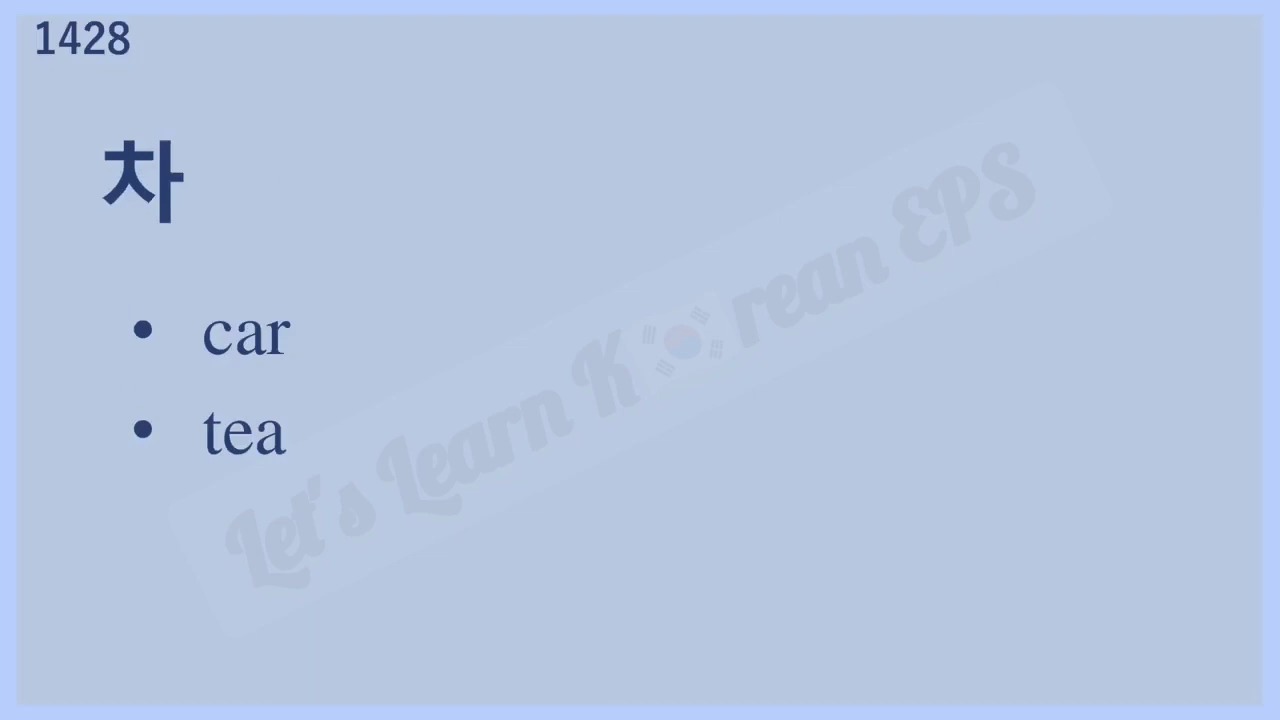 1428
차
• car
• tea
Let's Learn Korean EPS